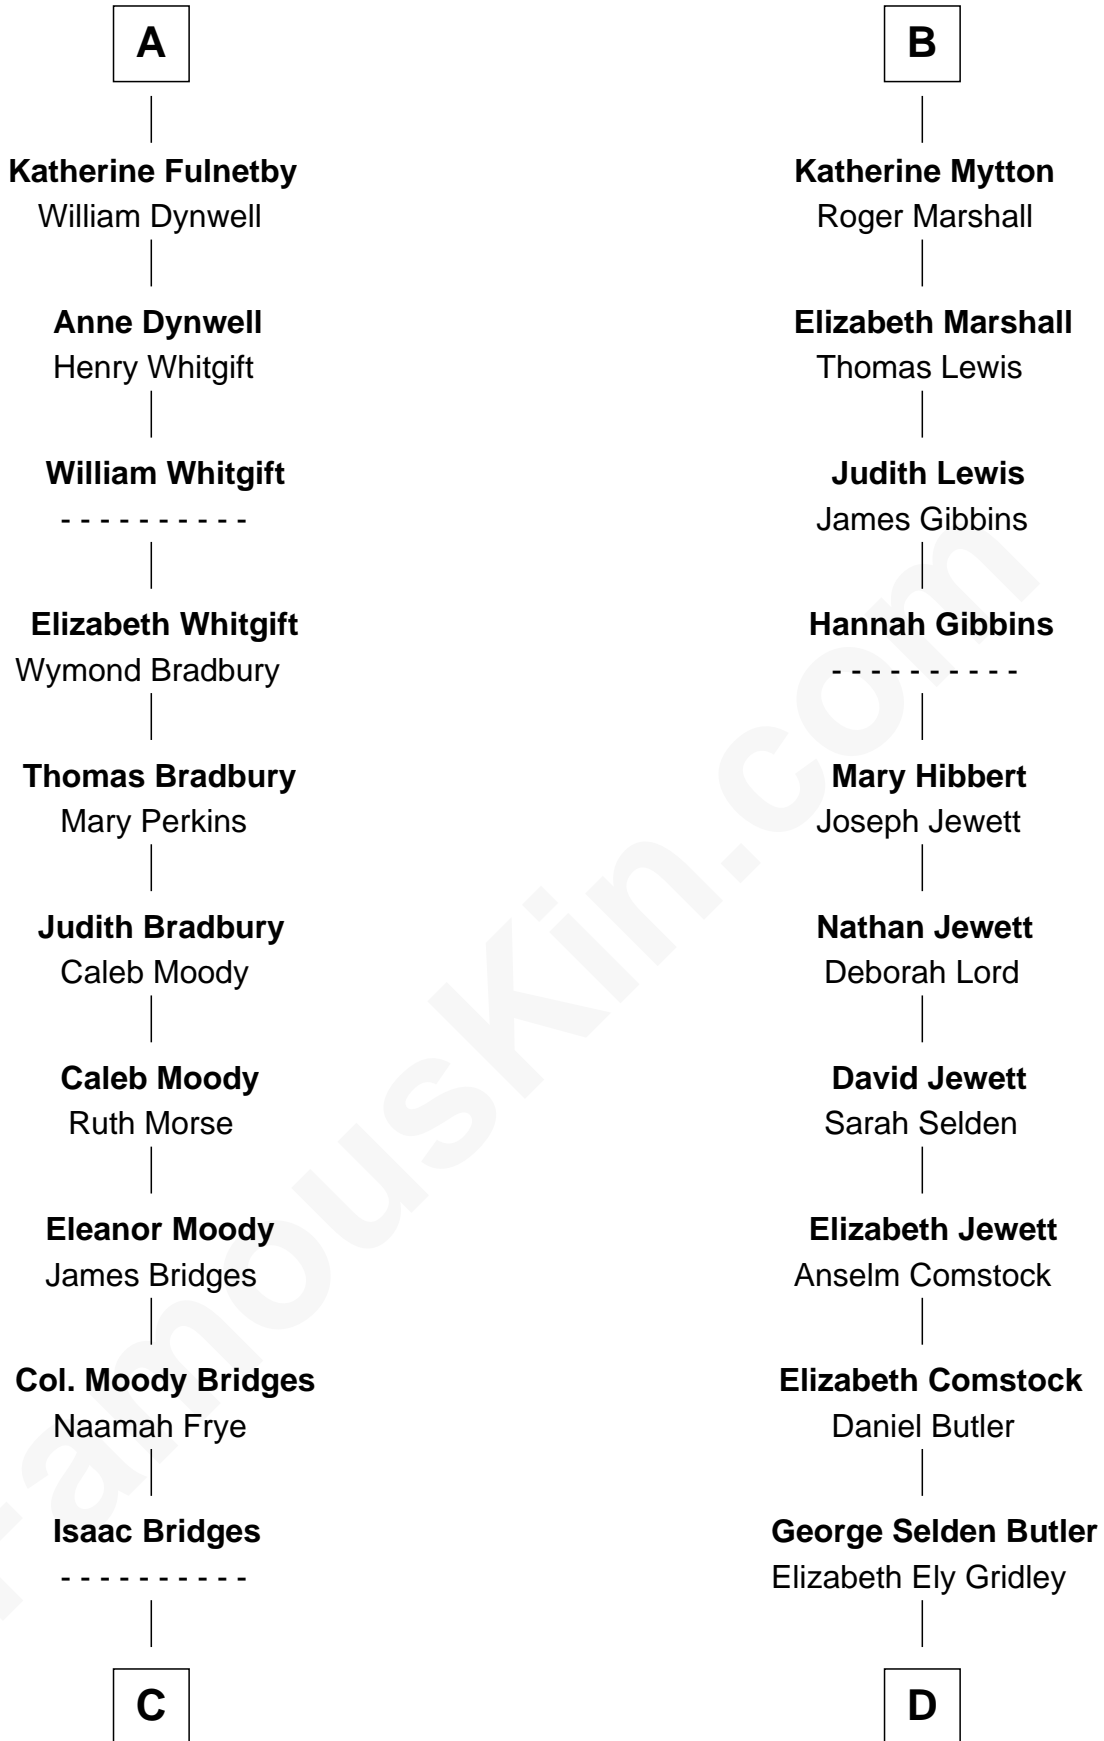 A
Katherine Fulnetby
William Dynwell
Anne Dynwell
Henry Whitgift
William Whitgift
- - - - - - - - - -
Elizabeth Whitgift
Wymond Bradbury
Thomas Bradbury
Mary Perkins
Judith Bradbury
Caleb Moody
Caleb Moody
Ruth Morse
Eleanor Moody
James Bridges
Col. Moody Bridges
Naamah Frye
Isaac Bridges
- - - - - - - - - -
C
B
Katherine Mytton
Roger Marshall
Elizabeth Marshall
Thomas Lewis
Judith Lewis
James Gibbins
Hannah Gibbins
- - - - - - - - - -
Mary Hibbert
Joseph Jewett
Nathan Jewett
Deborah Lord
David Jewett
Sarah Selden
Elizabeth Jewett
Anselm Comstock
Elizabeth Comstock
Daniel Butler
George Selden Butler
Elizabeth Ely Gridley
D
FamousKin.com